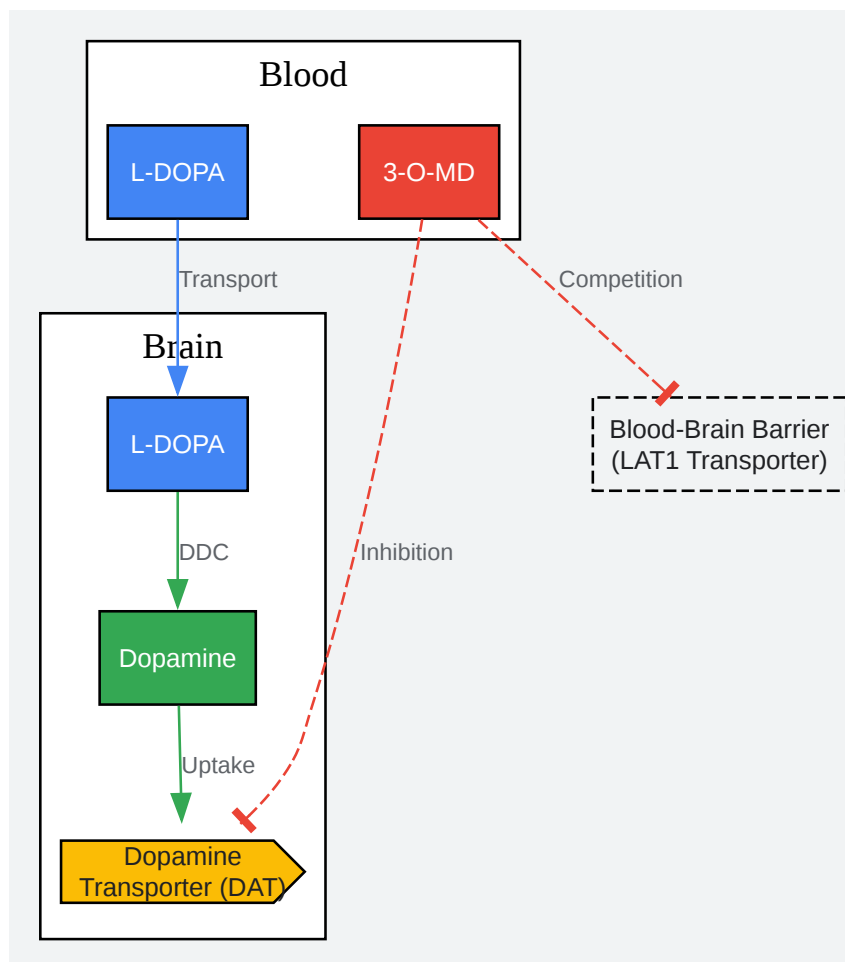 Blood
L-DOPA
3-O-MD
Transport
Competition
Brain
L-DOPA
Blood-Brain Barrier
(LAT1 Transporter)
DDC
Inhibition
Dopamine
Uptake
Dopamine
Transporter (DAT)